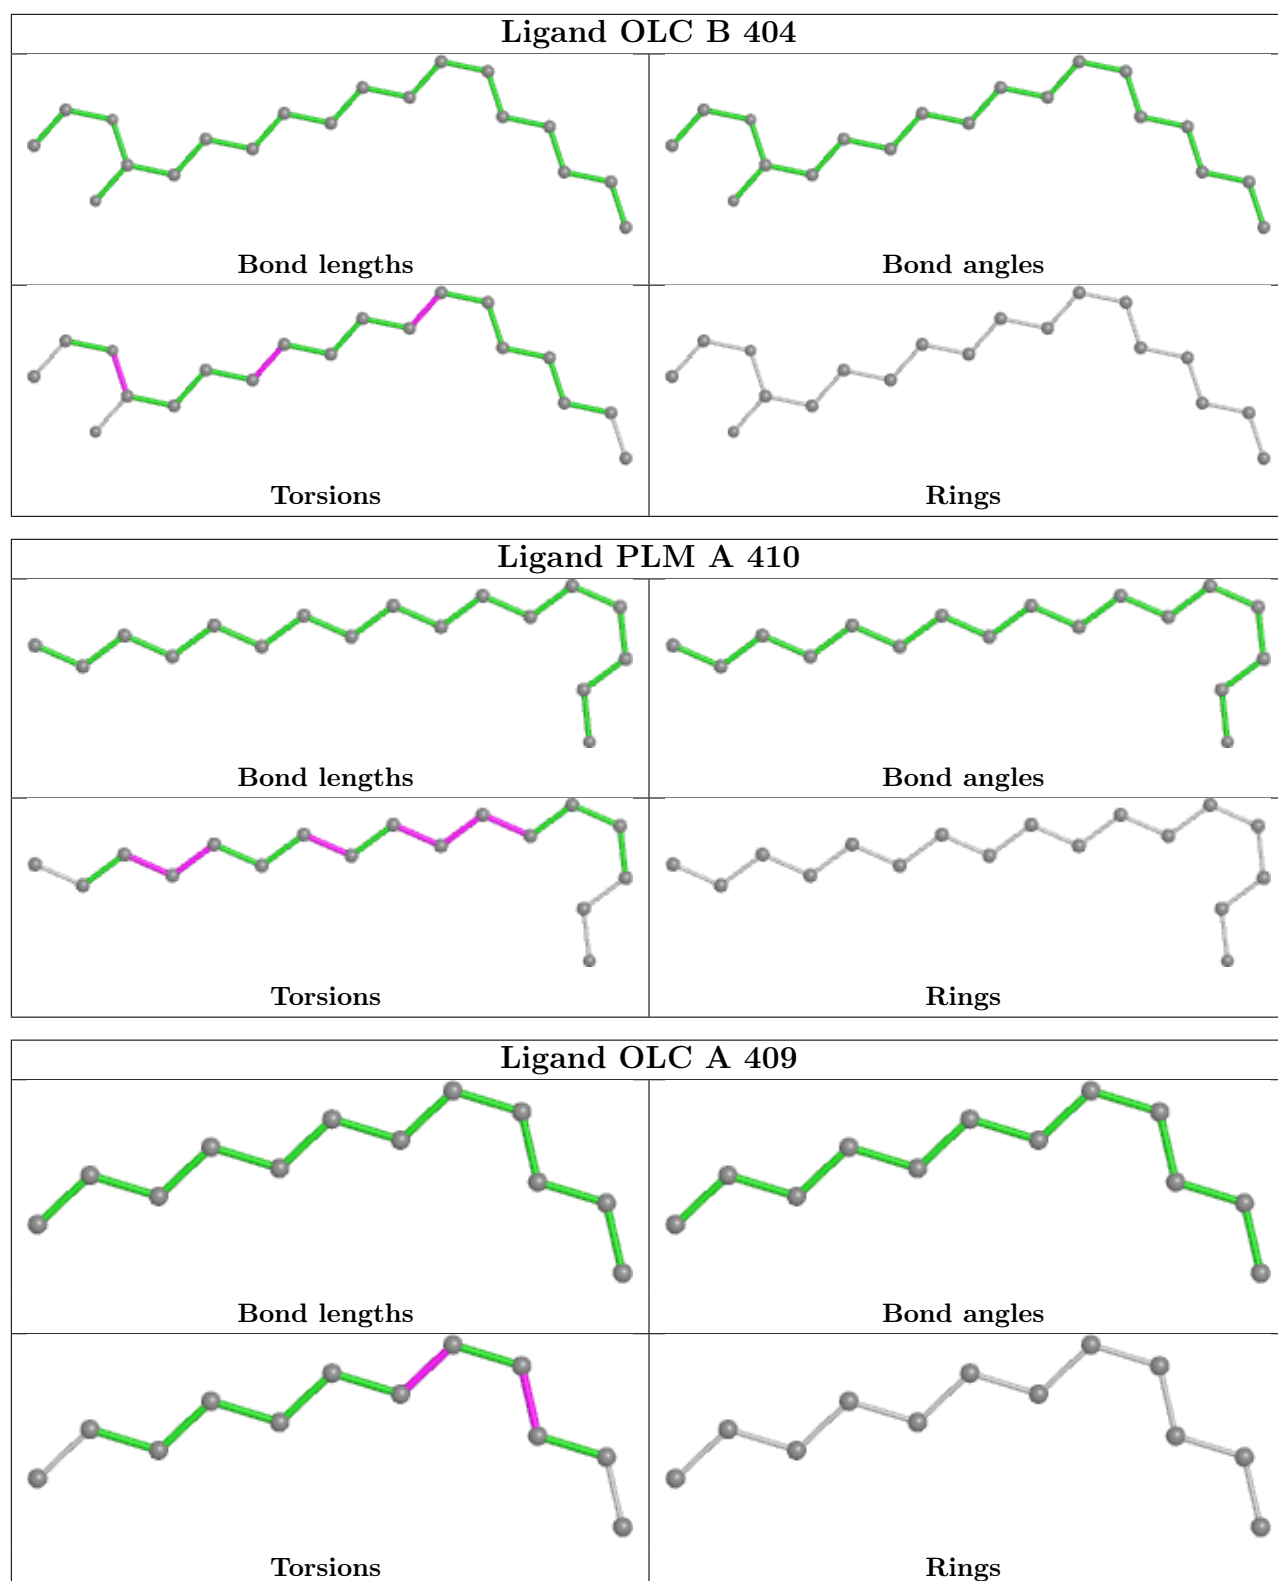 Ligand OLC B 404
Bond lengths
Bond angles
Torsions
Rings
Ligand PLM A 410
Bond lengths
Bond angles
Torsions
Rings
Ligand OLC A 409
Bond lengths
Bond angles
Torsions
Rings